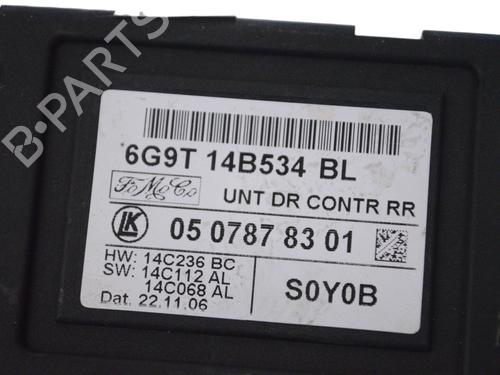 6G9T 14B534 BL
FoMoCo
UNT DR CONTR RR
LK
05 0787 83 01
HW: 14C236 BC
SW: 14C112 AL
14C068 AL
S0Y0B
Dat. 22.11.06
B-PARTS